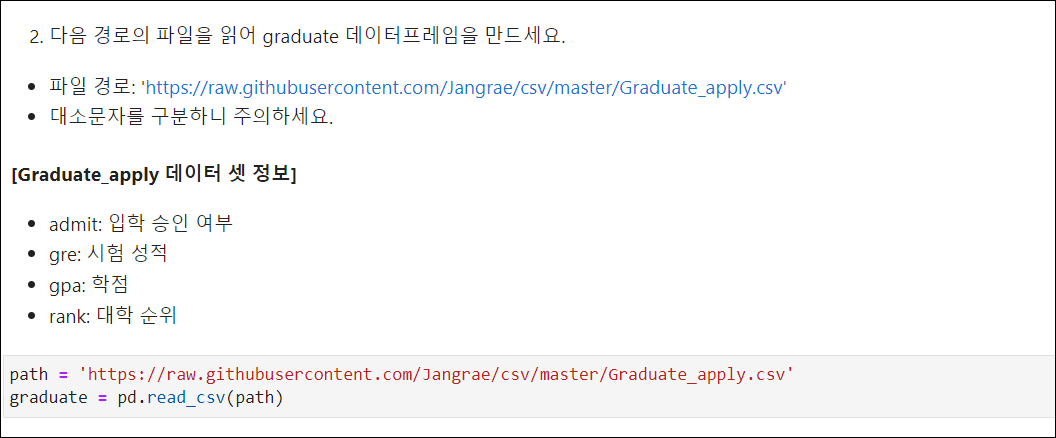 2. 다음 경로의 파일을 읽어 graduate 데이터프레임을 만드세요.
• 파일 경로: 'https://raw.githubusercontent.com/Jangrae/csv/master/Graduate_apply.csv'
• 대소문자를 구분하니 주의하세요.
[Graduate_apply 데이터 셋 정보]
• admit: 입학 승인 여부
• gre: 시험 성적
• gpa: 학점
• rank: 대학 순위
path = 'https://raw.githubusercontent.com/Jangrae/csv/master/Graduate_apply.csv'
graduate = pd.read_csv(path)